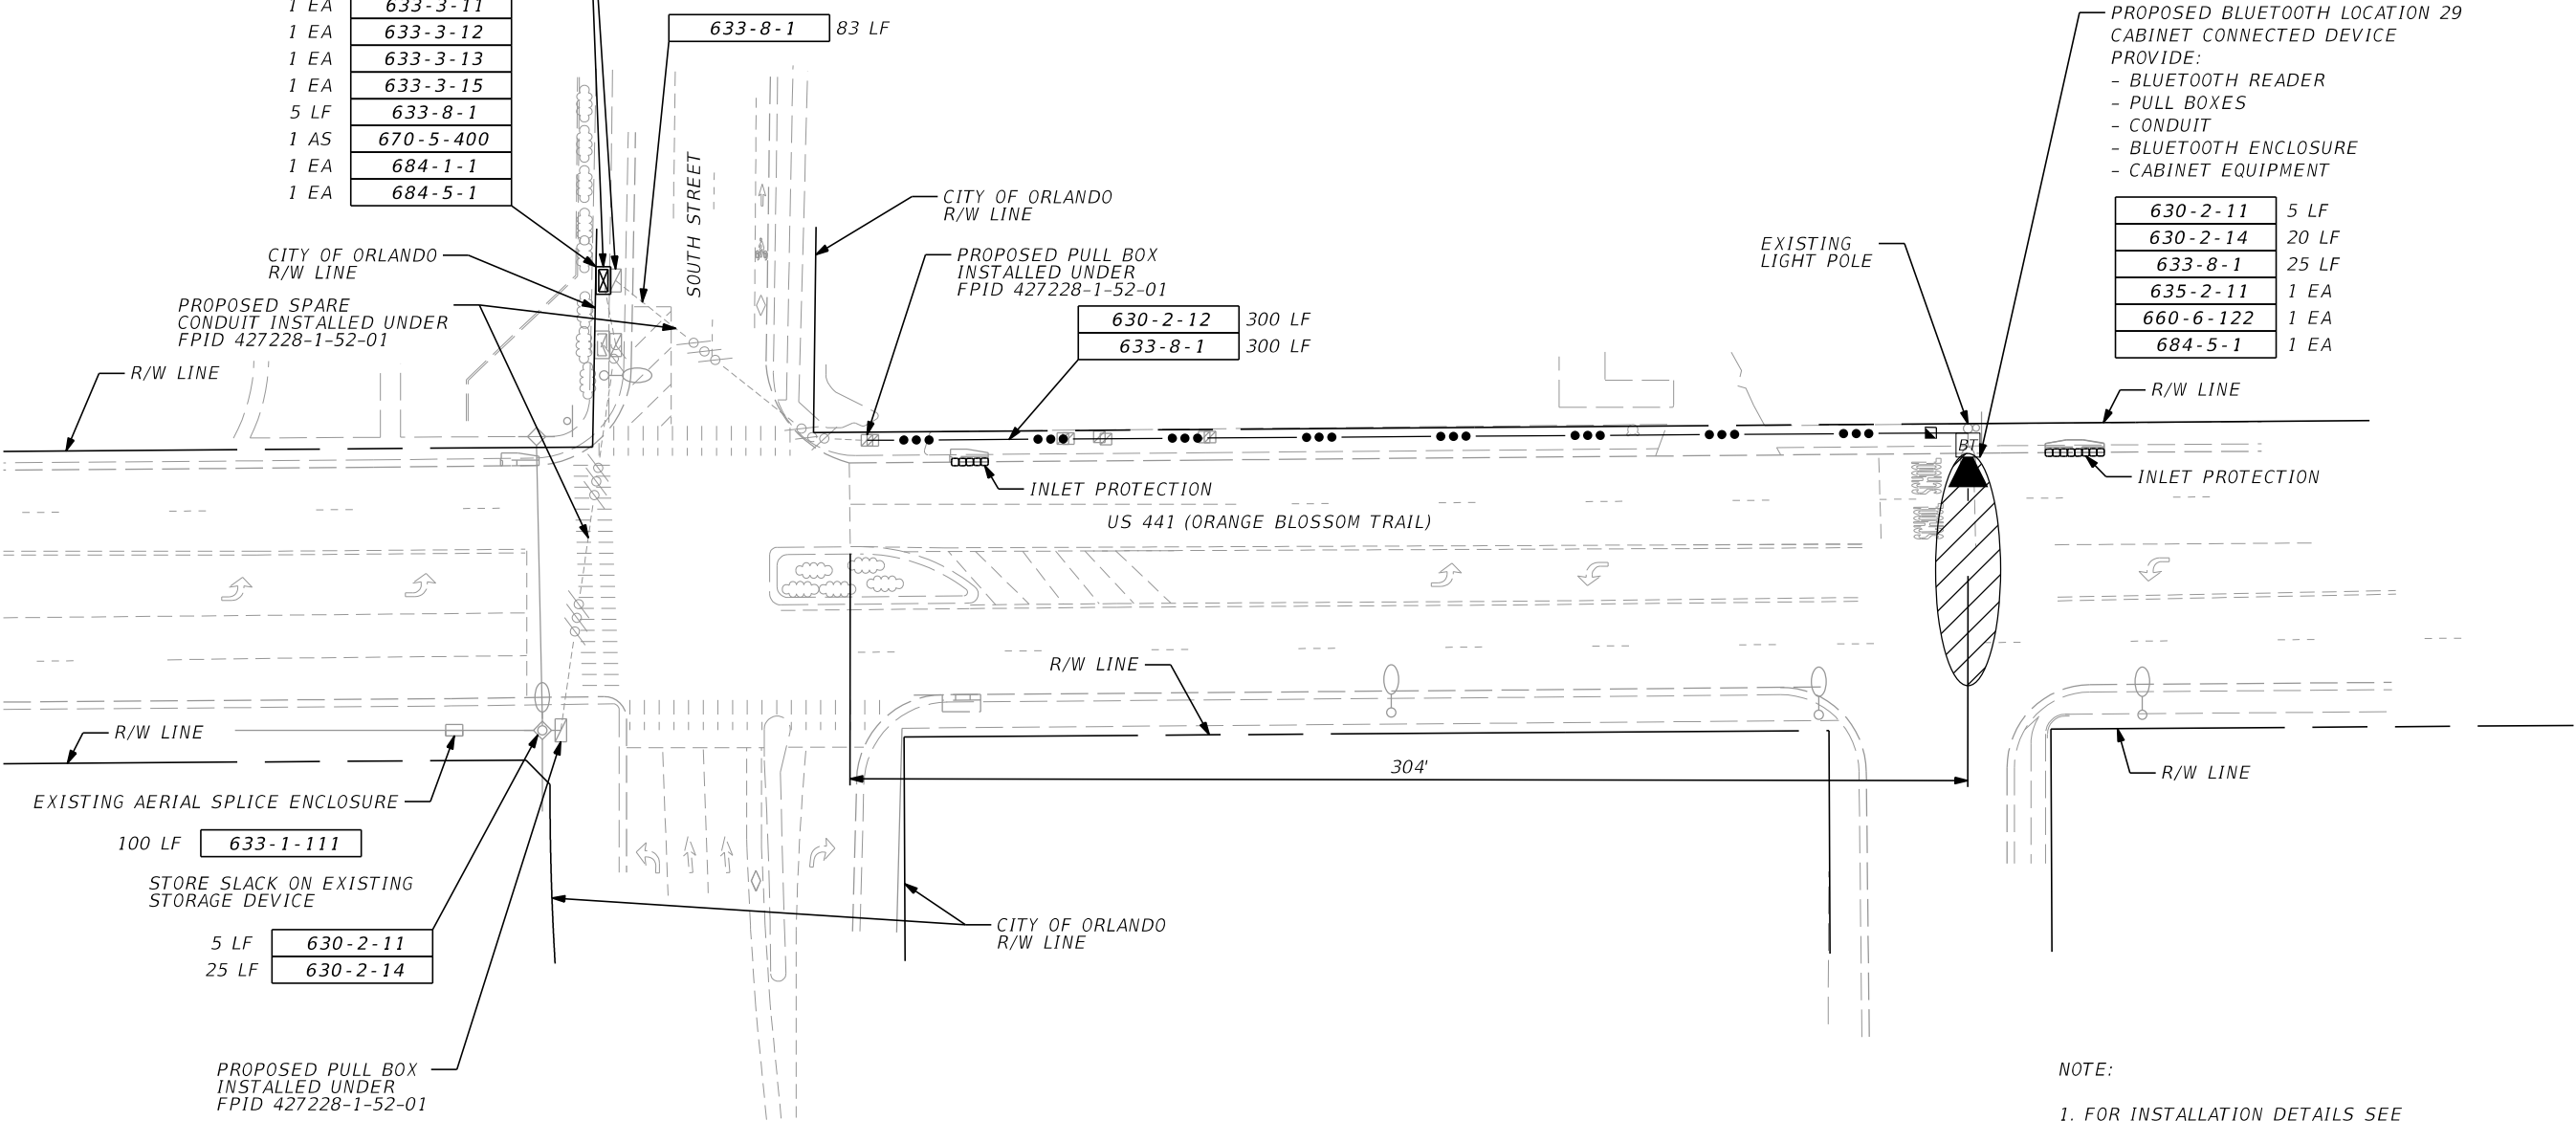 1 EA 633-3-11
1 EA 633-3-12
1 EA 633-3-13
1 EA 633-3-15
5 LF 633-8-1
1 AS 670-5-400
1 EA 684-1-1
1 EA 684-5-1
633-8-1 83 LF
SOUTH STREET
CITY OF ORLANDO
R/W LINE
PROPOSED SPARE
CONDUIT INSTALLED UNDER
FPID 427228-1-52-01
R/W LINE
CITY OF ORLANDO
R/W LINE
PROPOSED PULL BOX
INSTALLED UNDER
FPID 427228-1-52-01
630-2-12 300 LF
633-8-1 300 LF
EXISTING
LIGHT POLE
PROPOSED BLUETOOTH LOCATION 29
CABINET CONNECTED DEVICE
PROVIDE:
- BLUETOOTH READER
- PULL BOXES
- CONDUIT
- BLUETOOTH ENCLOSURE
- CABINET EQUIPMENT
630-2-11 5 LF
630-2-14 20 LF
633-8-1 25 LF
635-2-11 1 EA
660-6-122 1 EA
684-5-1 1 EA
R/W LINE
BT
INLET PROTECTION
INLET PROTECTION
US 441 (ORANGE BLOSSOM TRAIL)
R/W LINE
304'
R/W LINE
R/W LINE
EXISTING AERIAL SPLICE ENCLOSURE
100 LF 633-1-111
STORE SLACK ON EXISTING
STORAGE DEVICE
5 LF 630-2-11
25 LF 630-2-14
CITY OF ORLANDO
R/W LINE
PROPOSED PULL BOX
INSTALLED UNDER
FPID 427228-1-52-01
NOTE:
1. FOR INSTALLATION DETAILS SEE